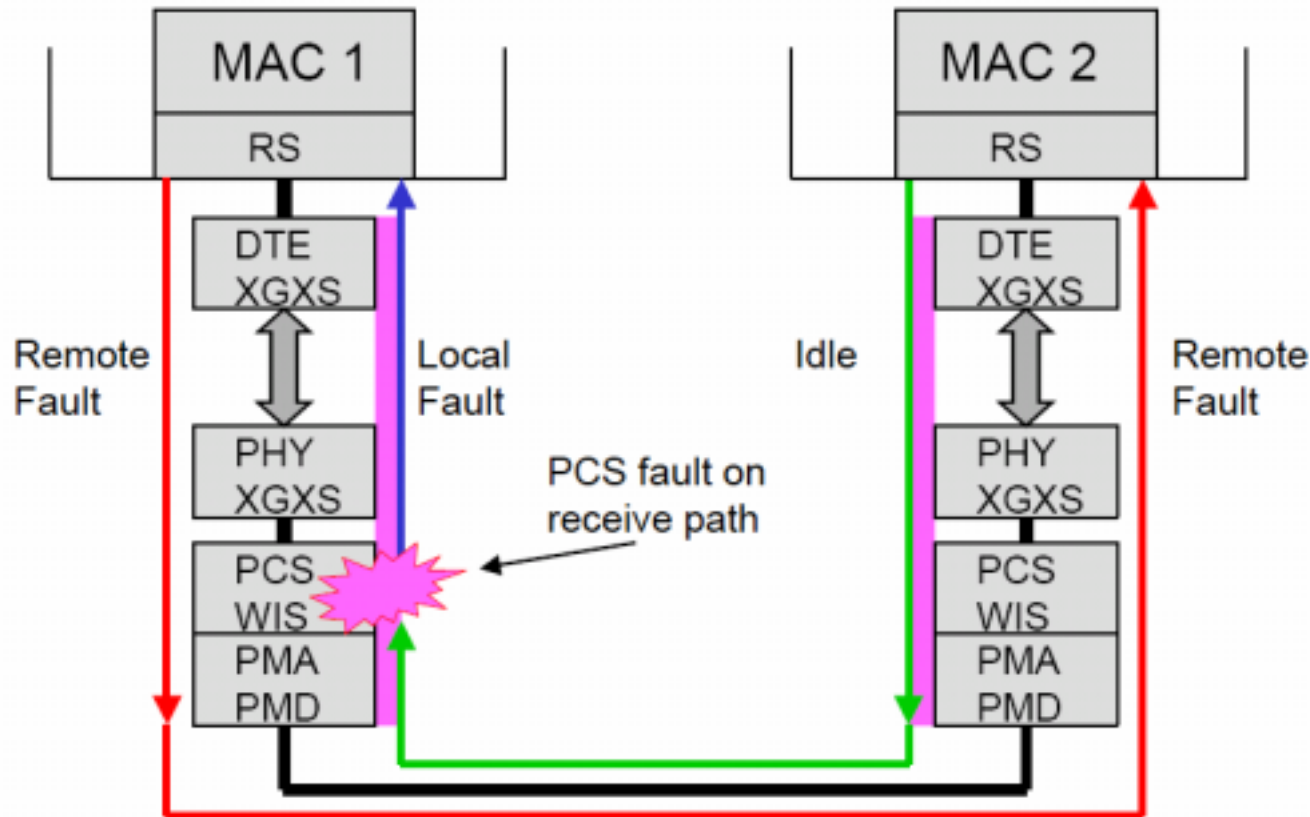 MAC 1
RS
DTE
XGXS
Remote
Fault
Local
Fault
PHY
XGXS
PCS
WIS
PMA
PMD
PCS fault on
receive path
MAC 2
RS
DTE
XGXS
Idle
Remote
Fault
PHY
XGXS
PCS
WIS
PMA
PMD